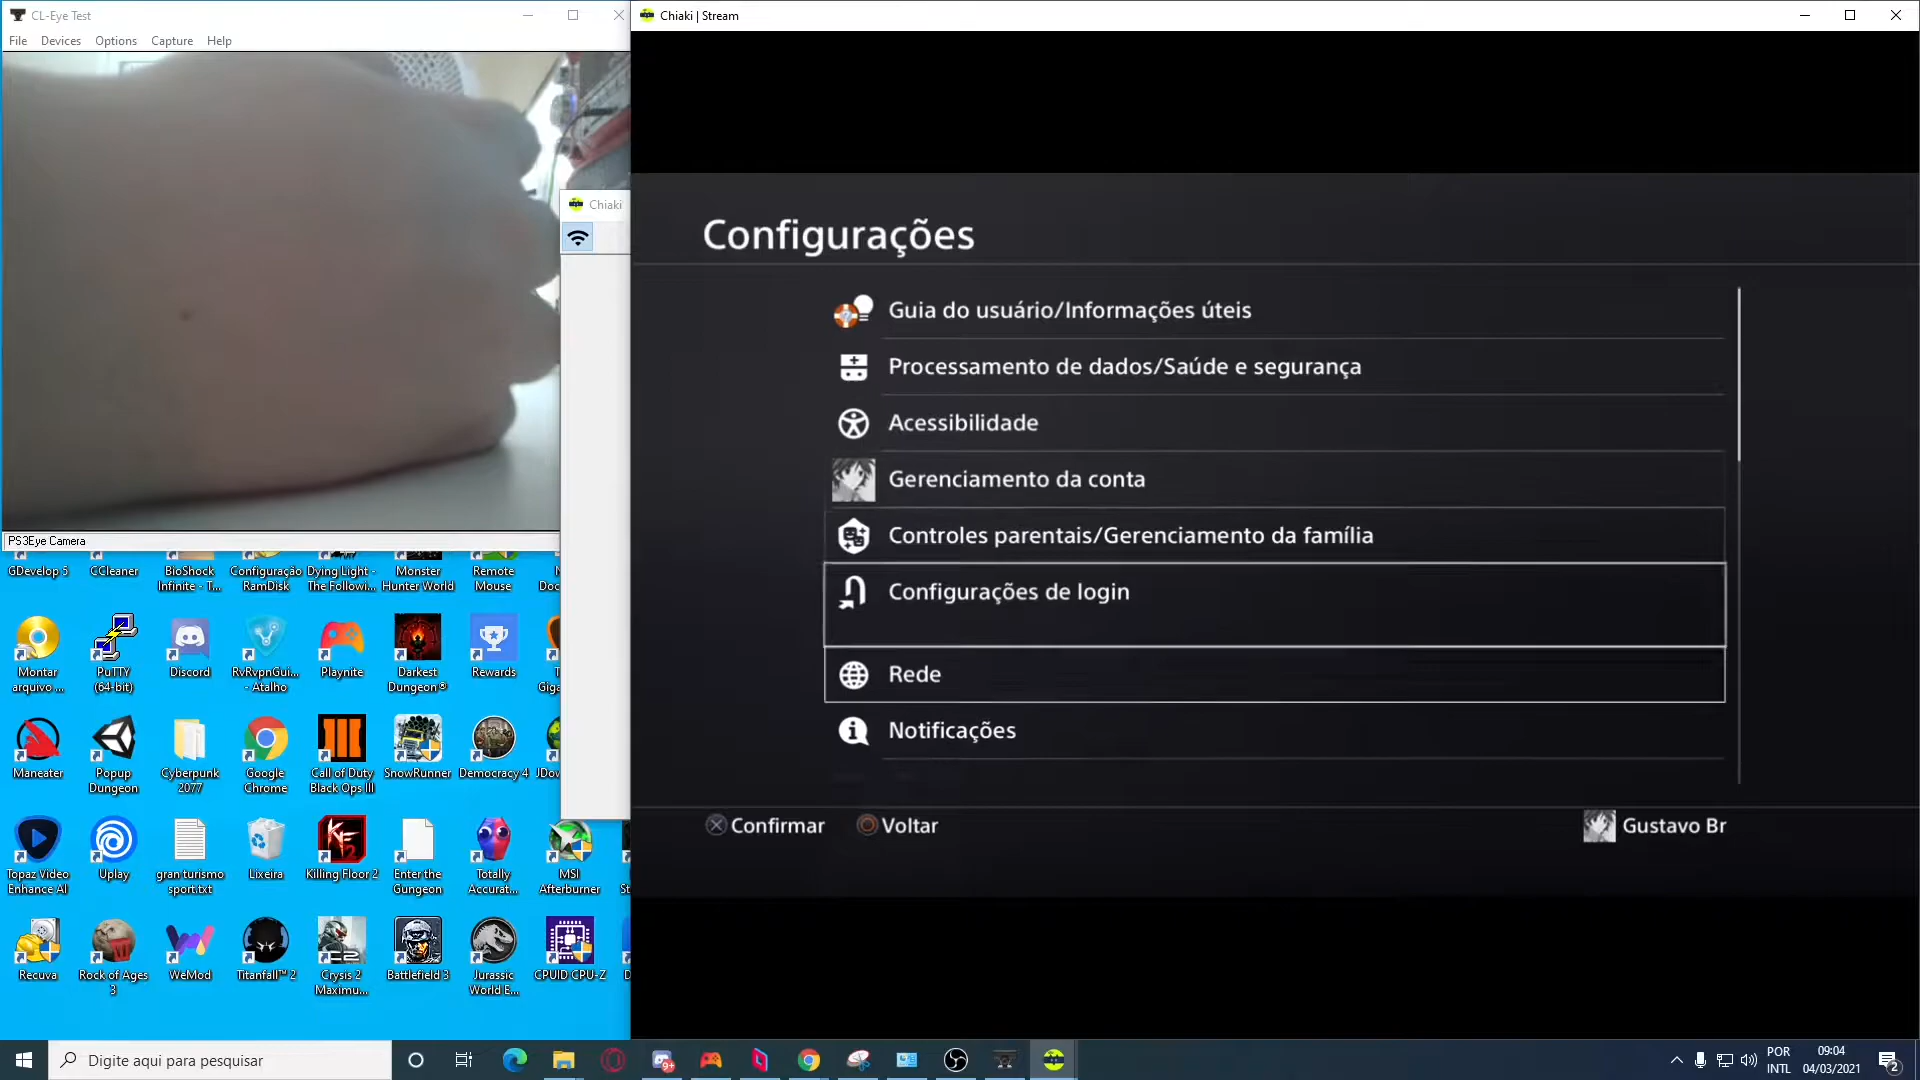 CL-Eye Test
File Devices Options Capture Help
PS3Eye Camera
Chiaki
Chiaki | Stream
Configurações
Guia do usuário/Informações úteis
Processamento de dados/Saúde e segurança
Acessibilidade
Gerenciamento da conta
Controles parentais/Gerenciamento da família
Configurações de login
Rede
Notificações
Confirmar Voltar
Gustavo Br
GDevelop 5
CCleaner
BioShock
Infinite - T...
Configuração
RamDisk
Dying Light -
The Followi...
Monster
Hunter World
Remote
Mouse
Montar
arquivo ...
PuTTY
(64-bit)
Discord
RvRvpnGui...
- Atalho
Playnite
Darkest
Dungeon®
Rewards
Maneater
Popup
Dungeon
Cyberpunk
2077
Google
Chrome
Call of Duty
Black Ops III
SnowRunner
Democracy 4
Topaz Video
Enhance AI
Uplay
gran turismo
sport.txt
Lixeira
Killing Floor 2
Enter the
Gungeon
Totally
Accurat...
MSI
Afterburner
Recuva
Rock of Ages
3
WeMod
Titanfall™ 2
Crysis 2
Maximu...
Battlefield 3
Jurassic
World E...
CPUID CPU-Z
Digite aqui para pesquisar
9+
POR
INTL
09:04
04/03/2021
2